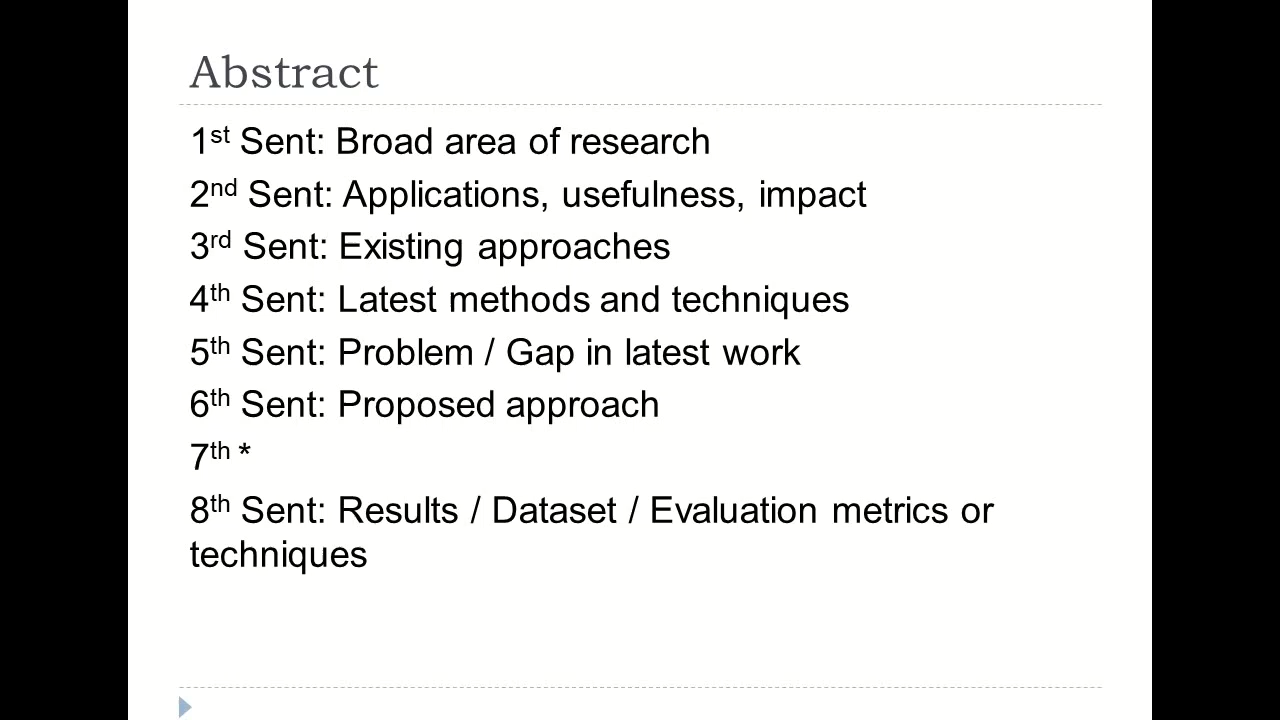 Abstract
1st Sent: Broad area of research
2nd Sent: Applications, usefulness, impact
3rd Sent: Existing approaches
4th Sent: Latest methods and techniques
5th Sent: Problem / Gap in latest work
6th Sent: Proposed approach
7th *
8th Sent: Results / Dataset / Evaluation metrics or
techniques